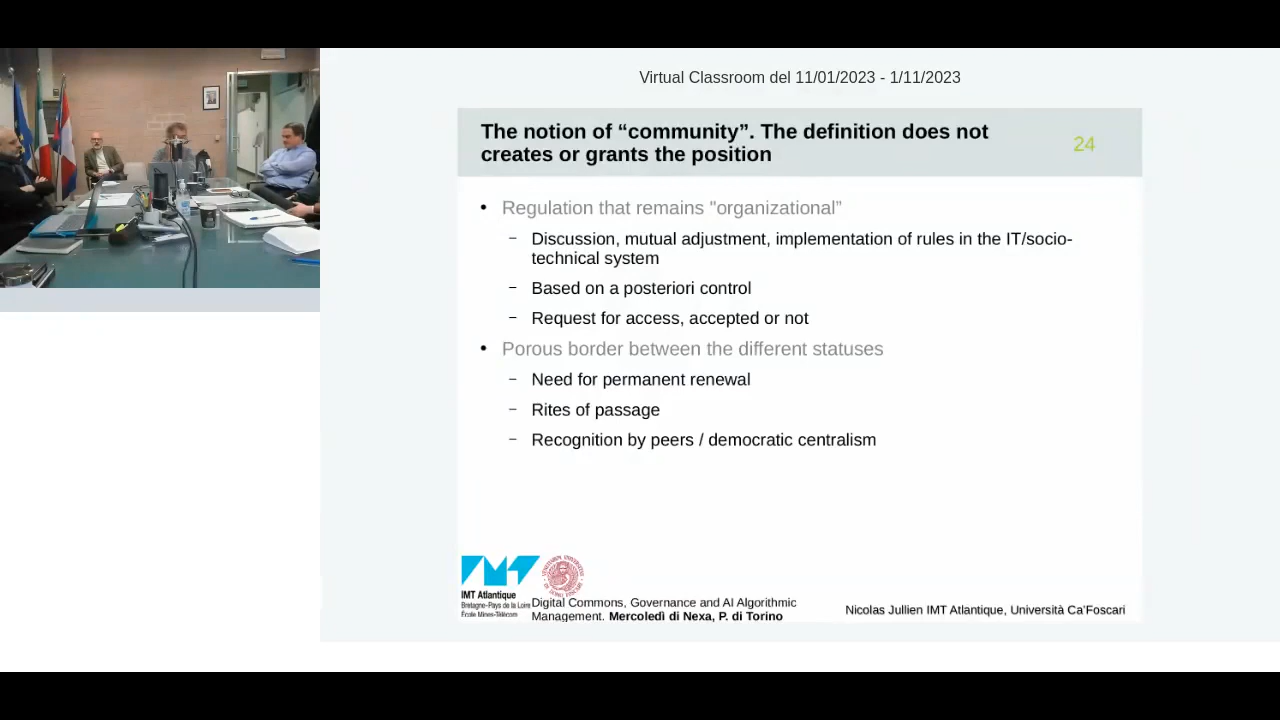 Virtual Classroom del 11/01/2023 - 1/11/2023
The notion of “community”. The definition does not
creates or grants the position
24
• Regulation that remains "organizational”
– Discussion, mutual adjustment, implementation of rules in the IT/socio-
technical system
– Based on a posteriori control
– Request for access, accepted or not
• Porous border between the different statuses
– Need for permanent renewal
– Rites of passage
– Recognition by peers / democratic centralism
IMT Atlantique
Bretagne-Pays de la Loire
École Mines-Télécom
Digital Commons, Governance and AI Algorithmic
Management. Mercoledì di Nexa, P. di Torino
Nicolas Jullien IMT Atlantique, Università Ca’Foscari